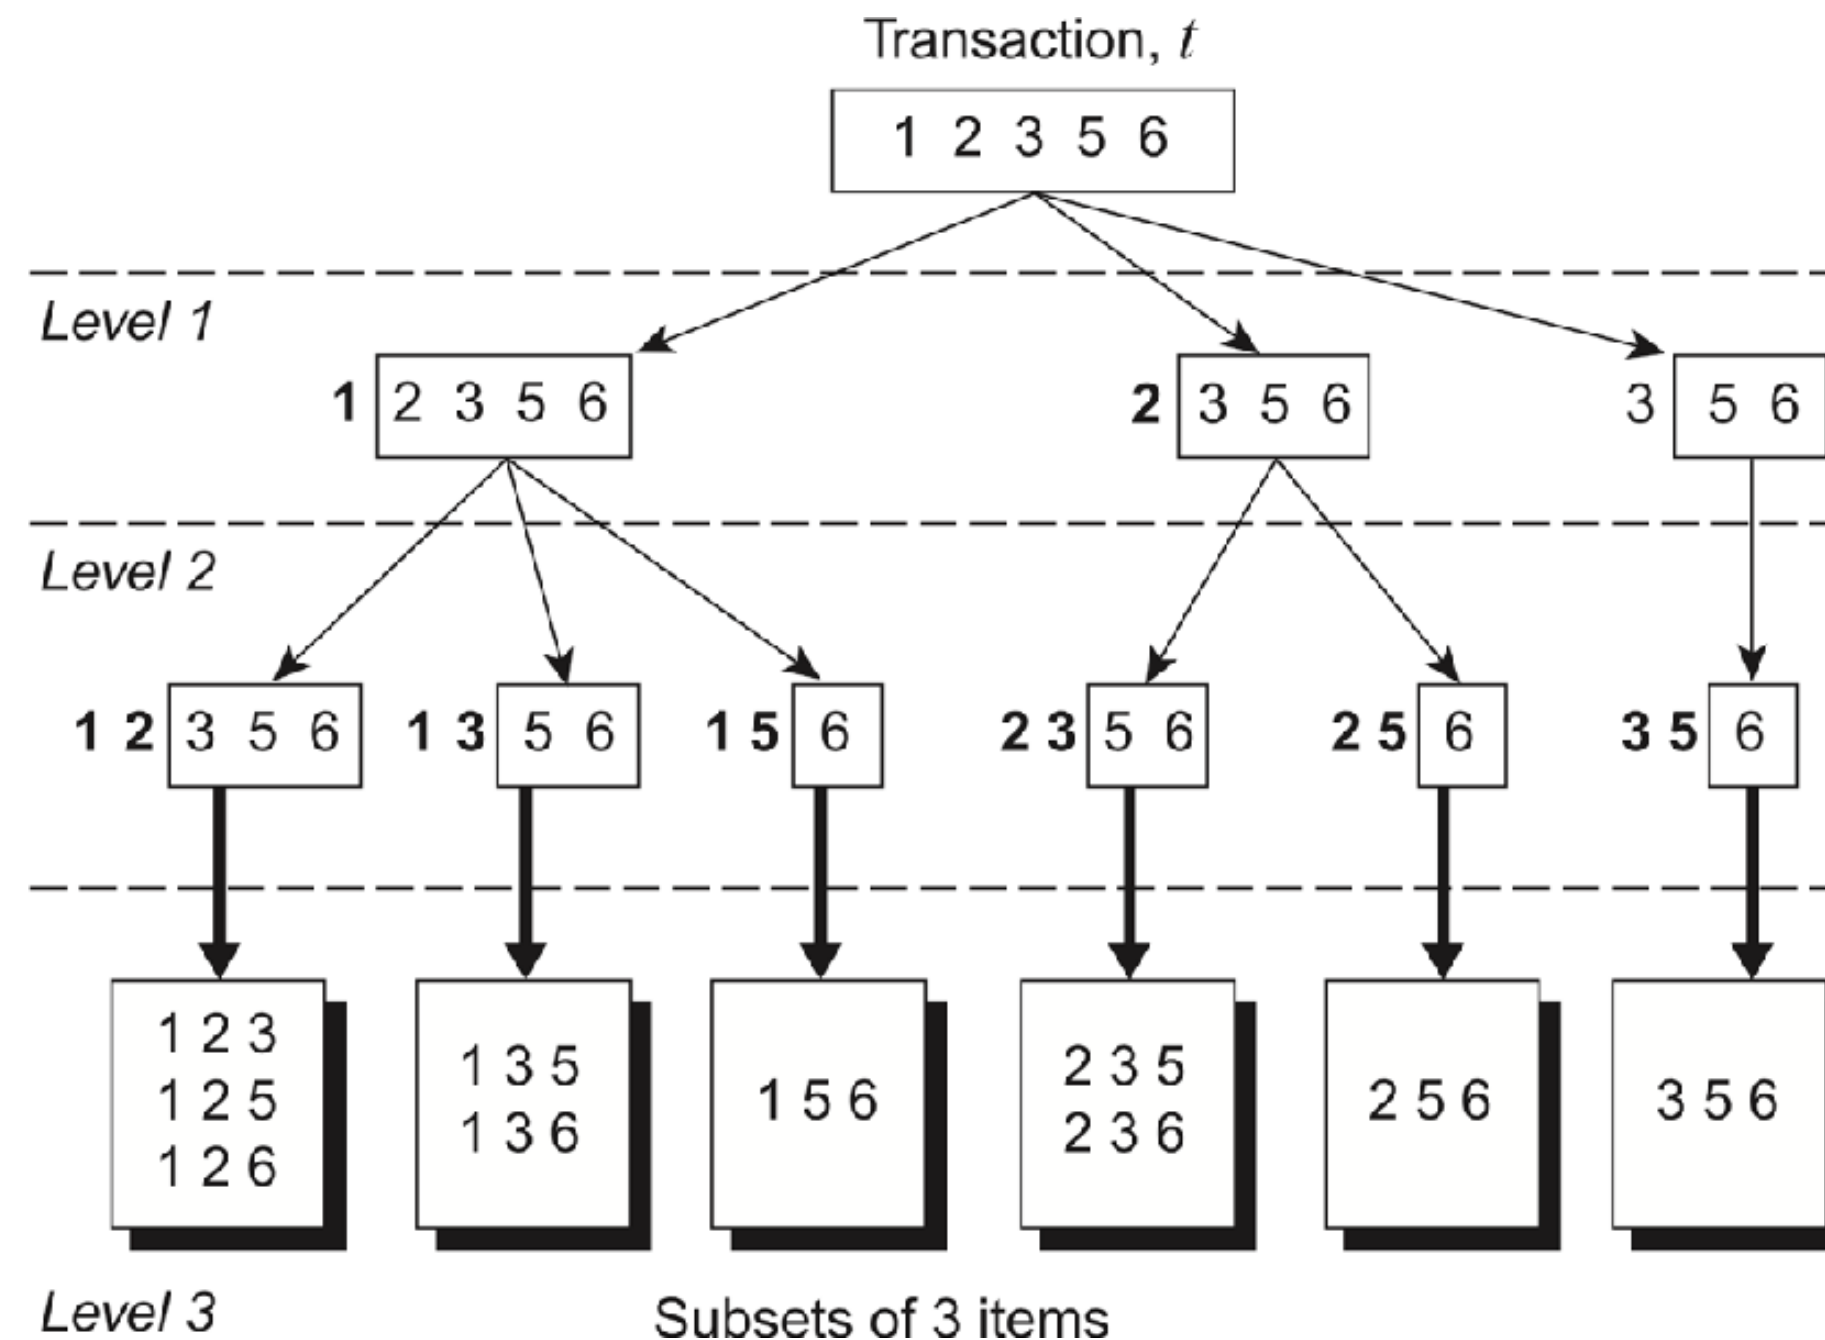 Transaction, t
1 2 3 5 6
Level 1
1 2 3 5 6
2 3 5 6
3 5 6
Level 2
1 2 3 5 6
1 3 5 6
1 5 6
2 3 5 6
2 5 6
3 5 6
1 2 3
1 2 5
1 2 6
1 3 5
1 3 6
1 5 6
2 3 5
2 3 6
2 5 6
3 5 6
Level 3
Subsets of 3 items